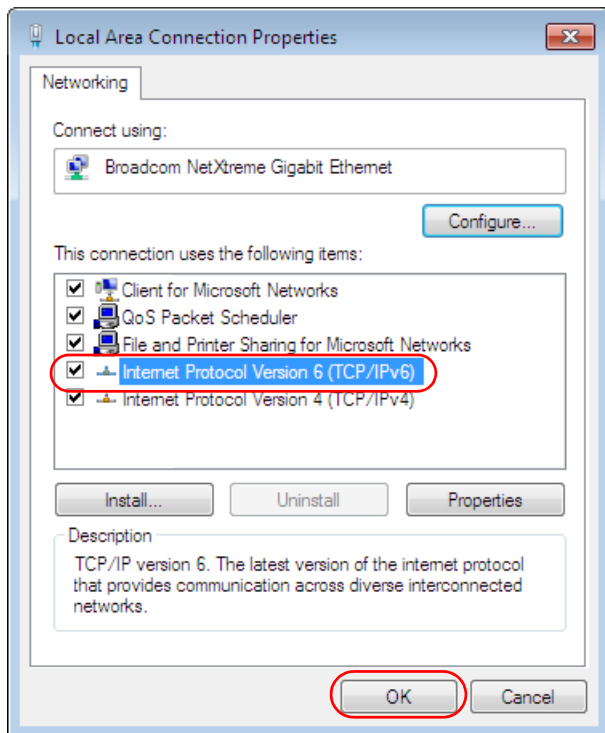 Local Area Connection Properties
Networking
Connect using:
Broadcom NetXtreme Gigabit Ethernet
Configure...
This connection uses the following items:
Client for Microsoft Networks
QoS Packet Scheduler
File and Printer Sharing for Microsoft Networks
Internet Protocol Version 6 (TCP/IPv6)
Internet Protocol Version 4 (TCP/IPv4)
Install... Uninstall Properties
Description
TCP/IP version 6. The latest version of the internet protocol
that provides communication across diverse interconnected
networks.
OK Cancel